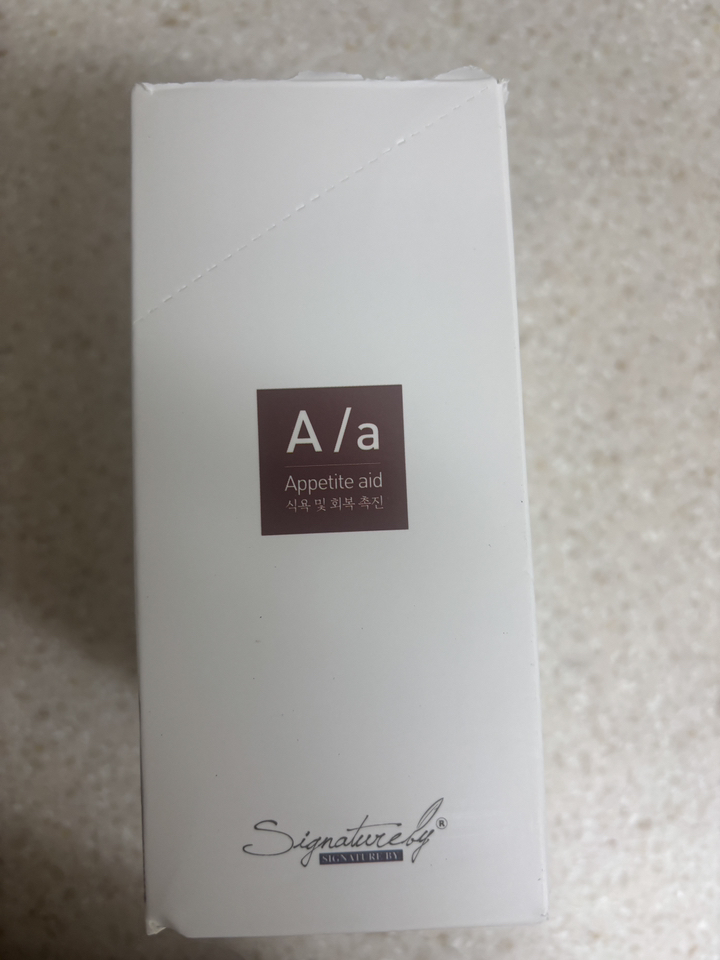 A/a
Appetite aid
식욕 및 회복 촉진
Signatureby®
SIGNATURE BY